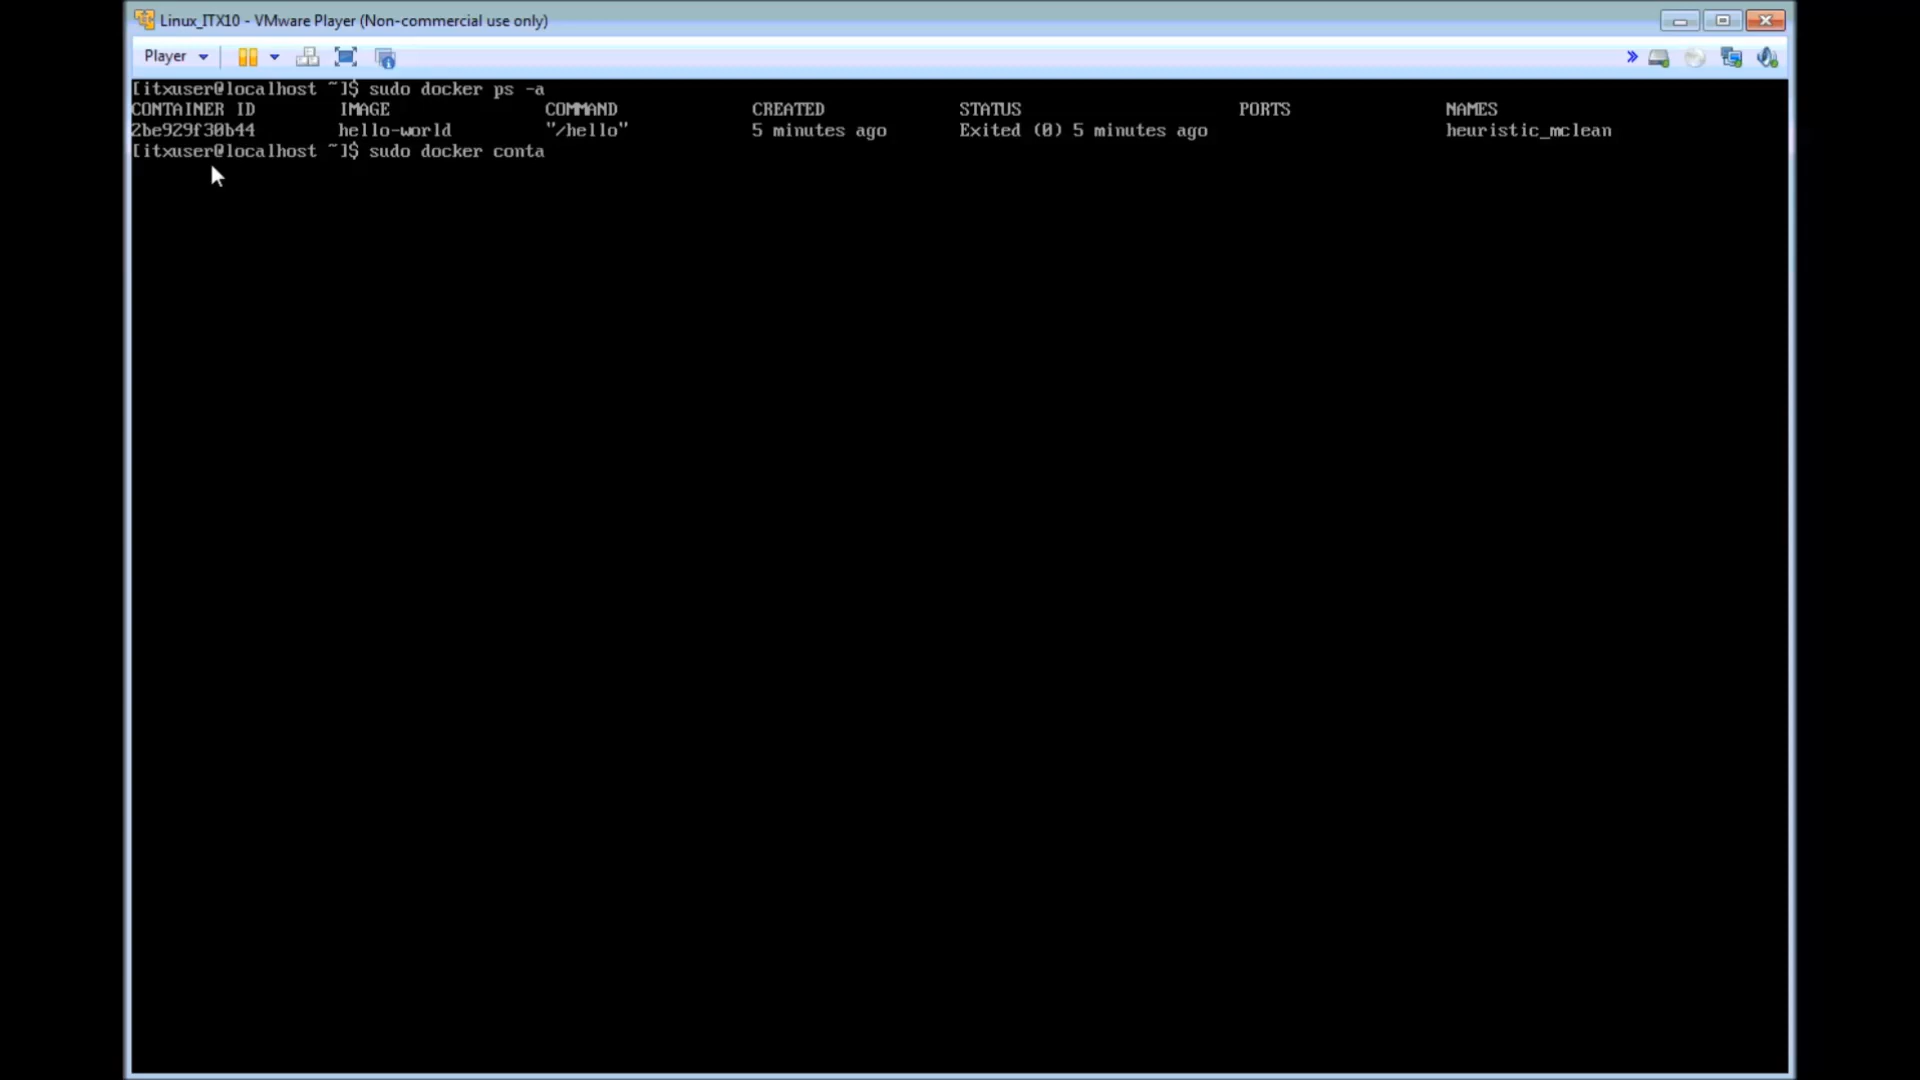 Linux_ITX10 - VMware Player (Non-commercial use only)
Player
[itxuser@localhost ~]$ sudo docker ps -a
CONTAINER ID IMAGE COMMAND CREATED STATUS PORTS NAMES
2be929f30b44 hello-world "/hello" 5 minutes ago Exited (0) 5 minutes ago heuristic_mclean
[itxuser@localhost ~]$ sudo docker conta